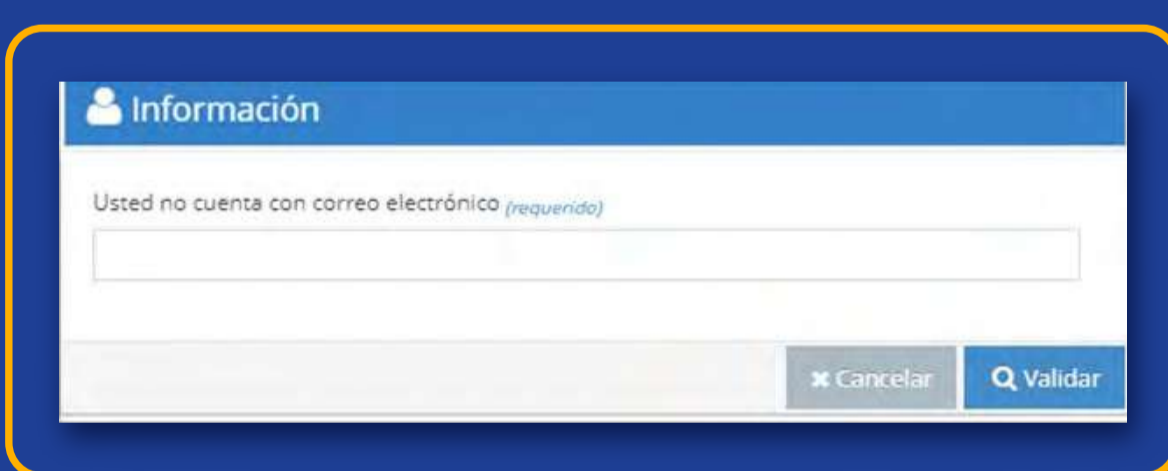 Información
Usted no cuenta con correo electrónico (requerido)
Cancelar Validar